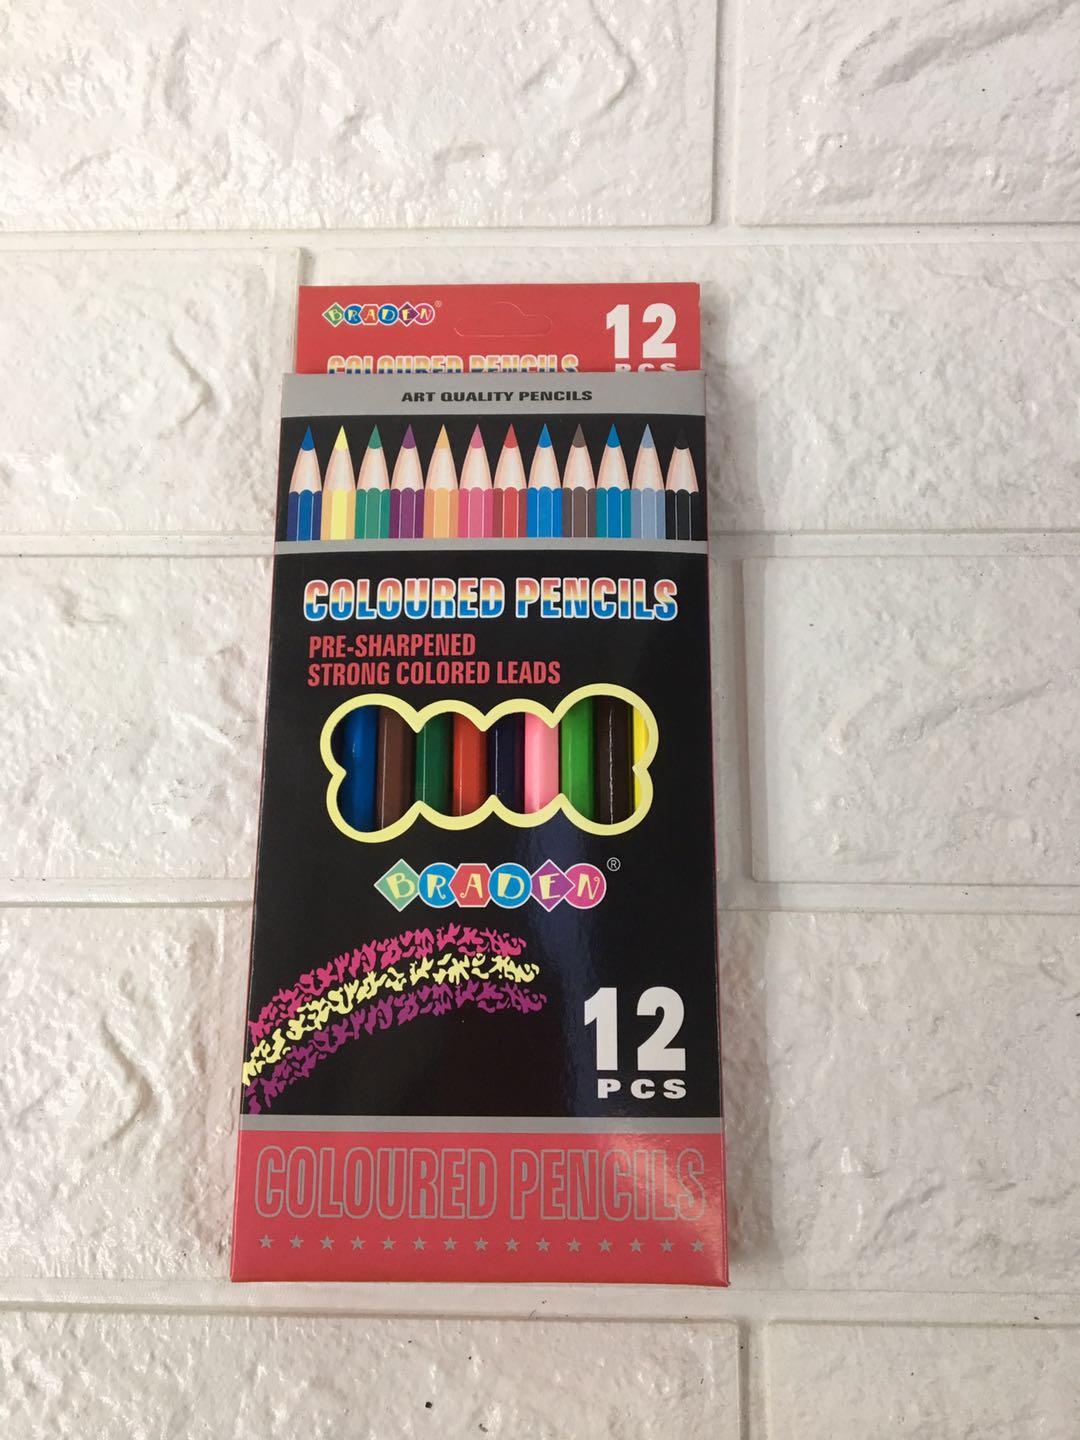 BRADEN®
12
COLOURED PENCILS
PCS
ART QUALITY PENCILS
COLOURED PENCILS
PRE-SHARPENED
STRONG COLORED LEADS
BRADEN®
12
PCS
COLOURED PENCILS